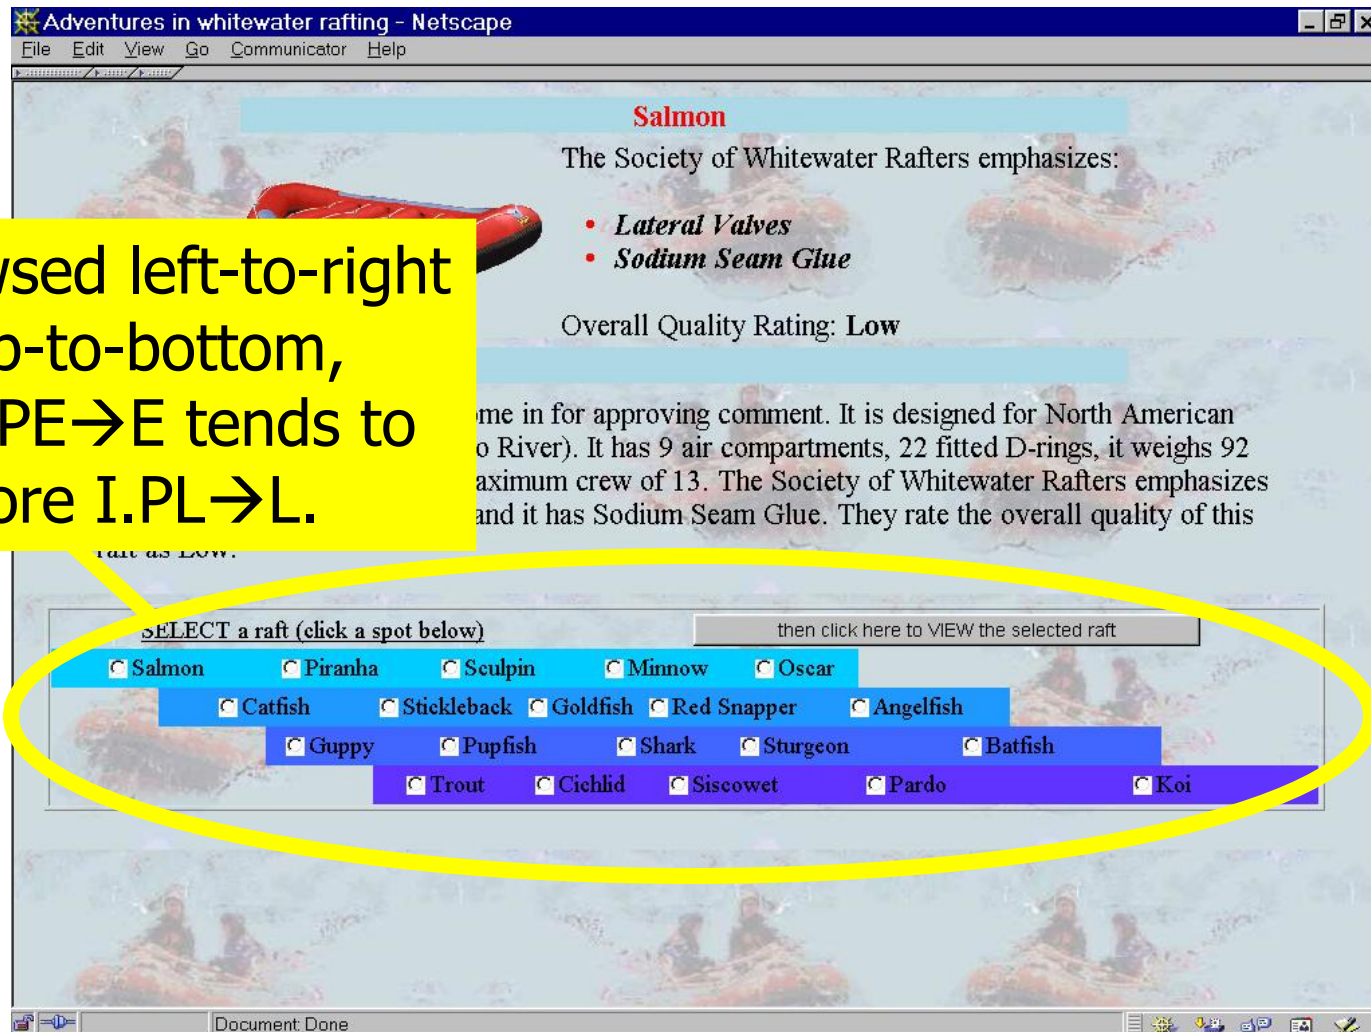 Adventures in whitewater rafting - Netscape
File Edit View Go Communicator Help
Salmon
The Society of Whitewater Rafters emphasizes:
• Lateral Valves
• Sodium Seam Glue
Overall Quality Rating: Low
wsed left-to-right
p-to-bottom,
PE→E tends to
ore I.PL→L.
ome in for approving comment. It is designed for North American
o River). It has 9 air compartments, 22 fitted D-rings, it weighs 92
aximum crew of 13. The Society of Whitewater Rafters emphasizes
and it has Sodium Seam Glue. They rate the overall quality of this
raft as Low.
SELECT a raft (click a spot below) then click here to VIEW the selected raft
Salmon Piranha Sculpin Minnow Oscar
Catfish Stickleback Goldfish Red Snapper Angelfish
Guppy Pupfish Shark Sturgeon Batfish
Trout Cichlid Siscowet Pardo Koi
Document: Done